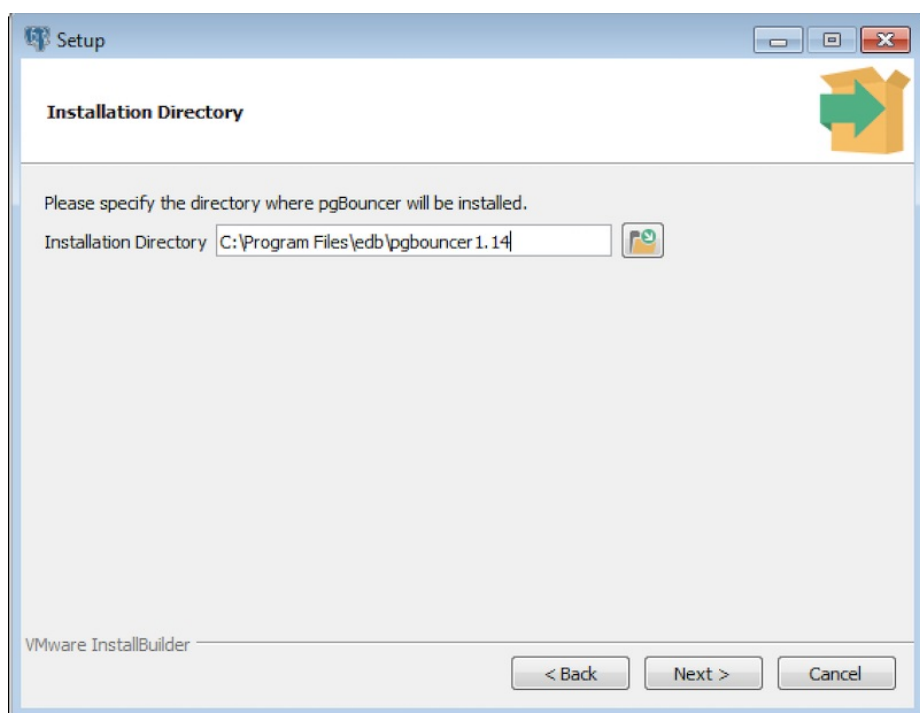 Setup
Installation Directory
Please specify the directory where pgBouncer will be installed.
Installation Directory C:\Program Files\edb\pgbouncer1.14
VMware InstallBuilder
< Back Next > Cancel